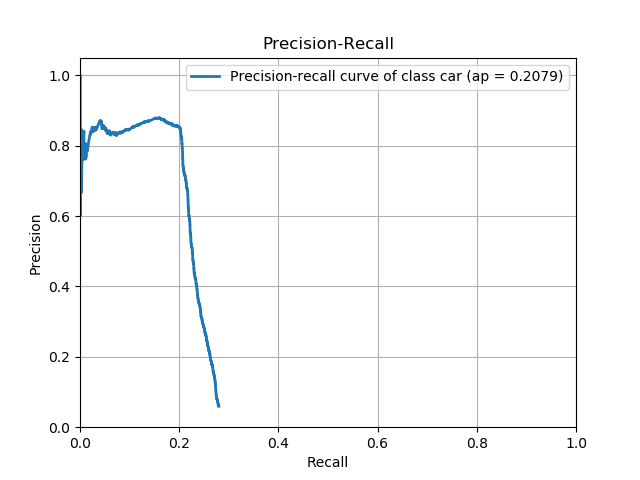 Precision-Recall
Precision-recall curve of class car (ap = 0.2079)
Precision
1.0
0.8
0.6
0.4
0.2
0.0
0.0 0.2 0.4 0.6 0.8 1.0
Recall